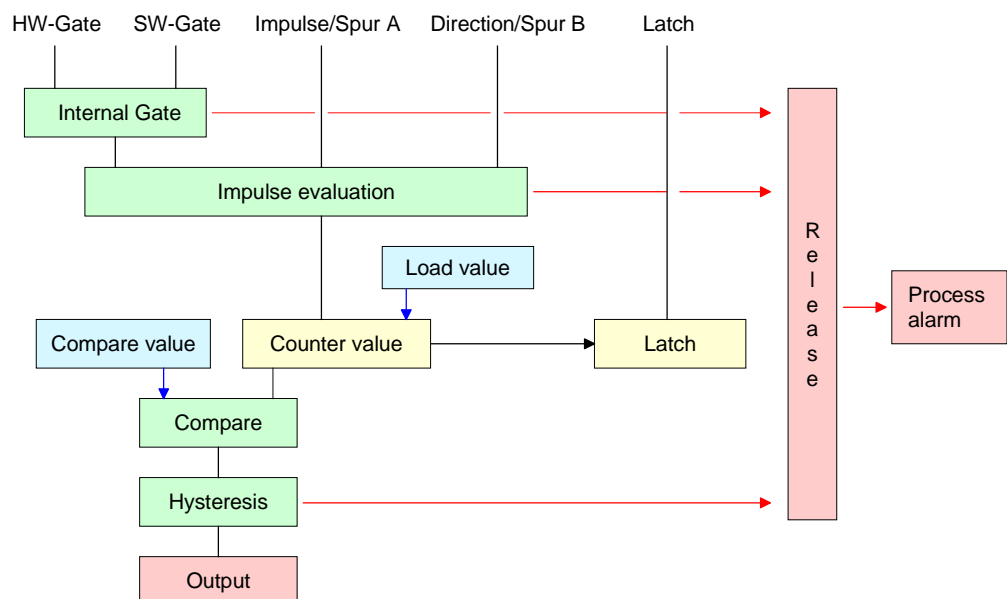 HW-Gate
SW-Gate
Impulse/Spur A
Direction/Spur B
Latch
Internal Gate
Impulse evaluation
Load value
Compare value
Counter value
Latch
Compare
Hysteresis
Output
Release
Process
alarm